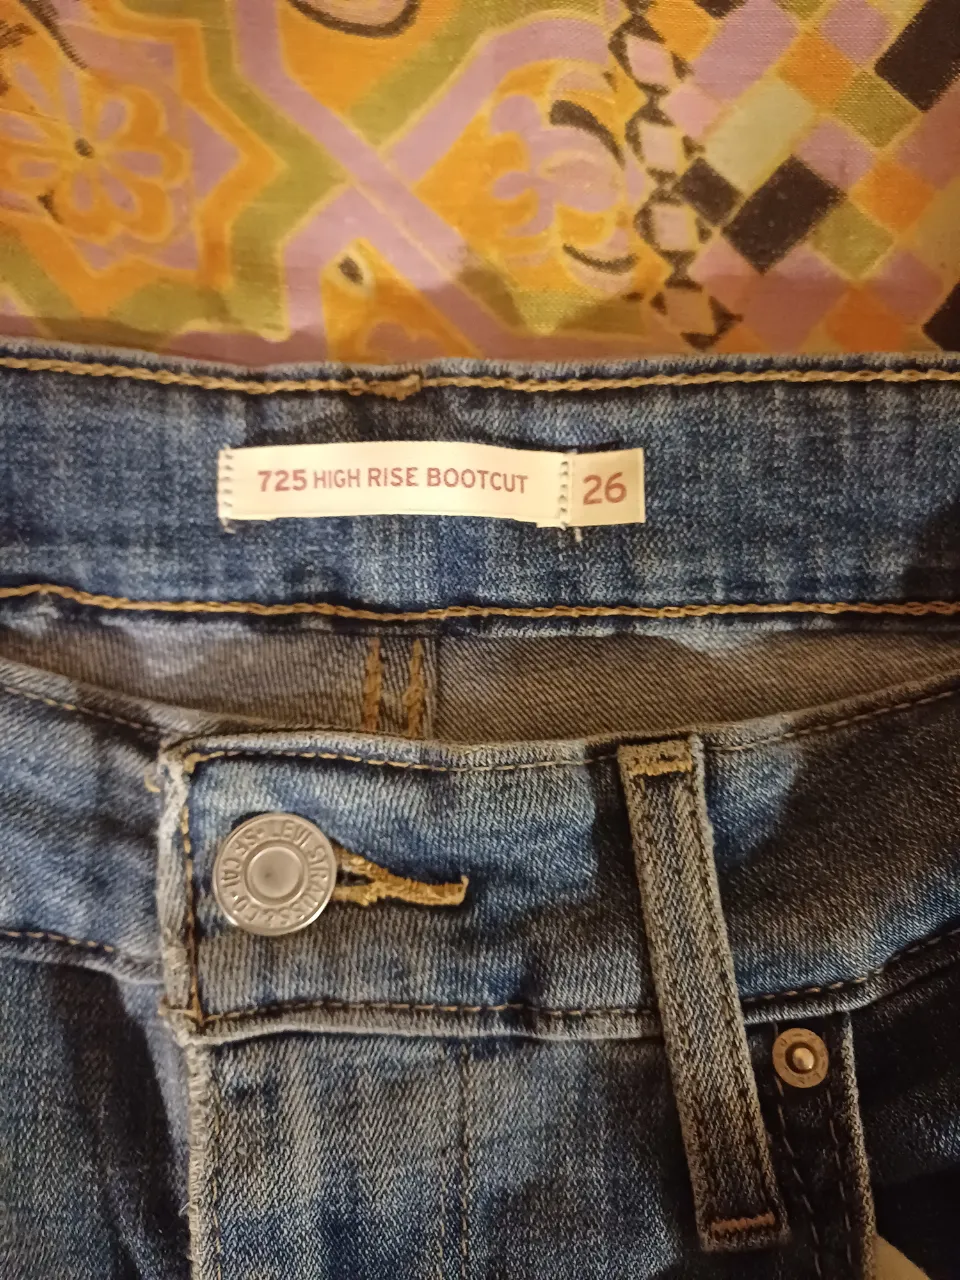 725 HIGH RISE BOOTCUT 26
LEVI STRAUSS & CO. S.F. CAL.